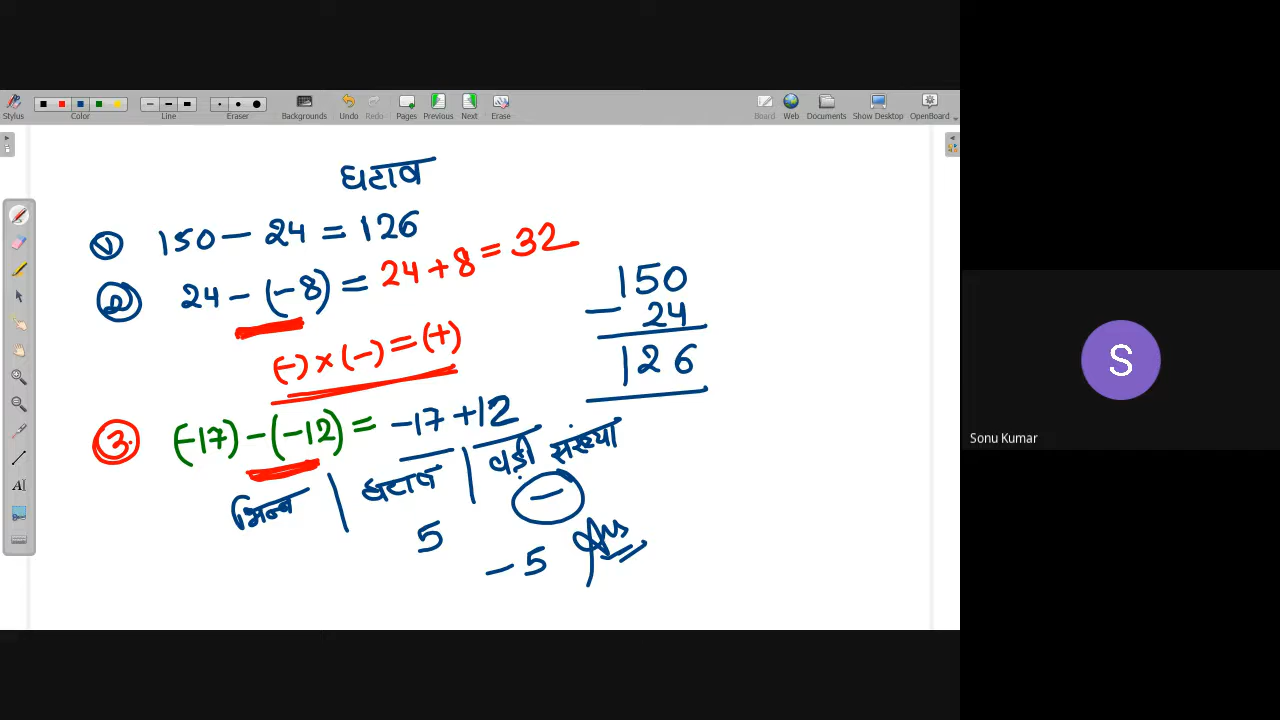 Stylus Color Line Eraser Backgrounds Undo Redo Pages Previous Next Erase Board Web Documents Show Desktop OpenBoard
घटाव
① 150 - 24 = 126
② 24 - (-8) = 24 + 8 = 32
(-) × (-) = (+)
150
- 24
126
③ (-17) - (-12) = -17 + 12
भिन्न | घटाव | बड़ी संख्या
-
5
- 5 Ans
S
Sonu Kumar